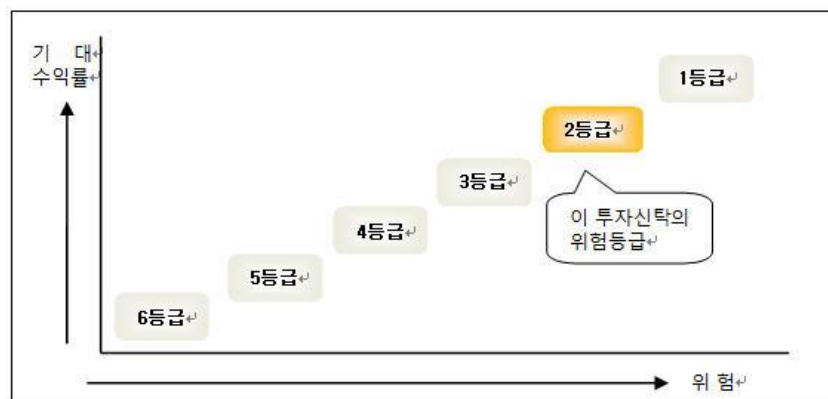 기 대
수익률
1등급
2등급
3등급
이 투자신탁의
위험등급
4등급
5등급
6등급
위 험